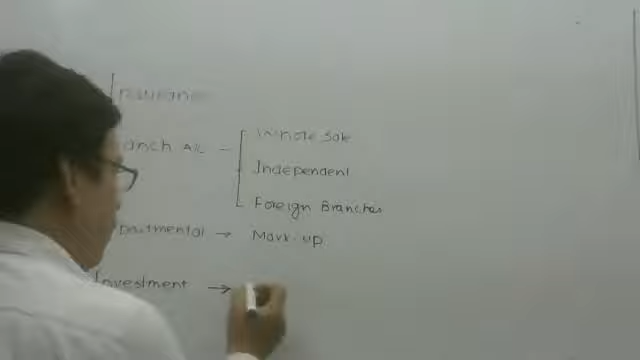 Insurance
anch A/c - Whole Sale
Independent
Foreign Branches
partmental → Mark-up
Investment →